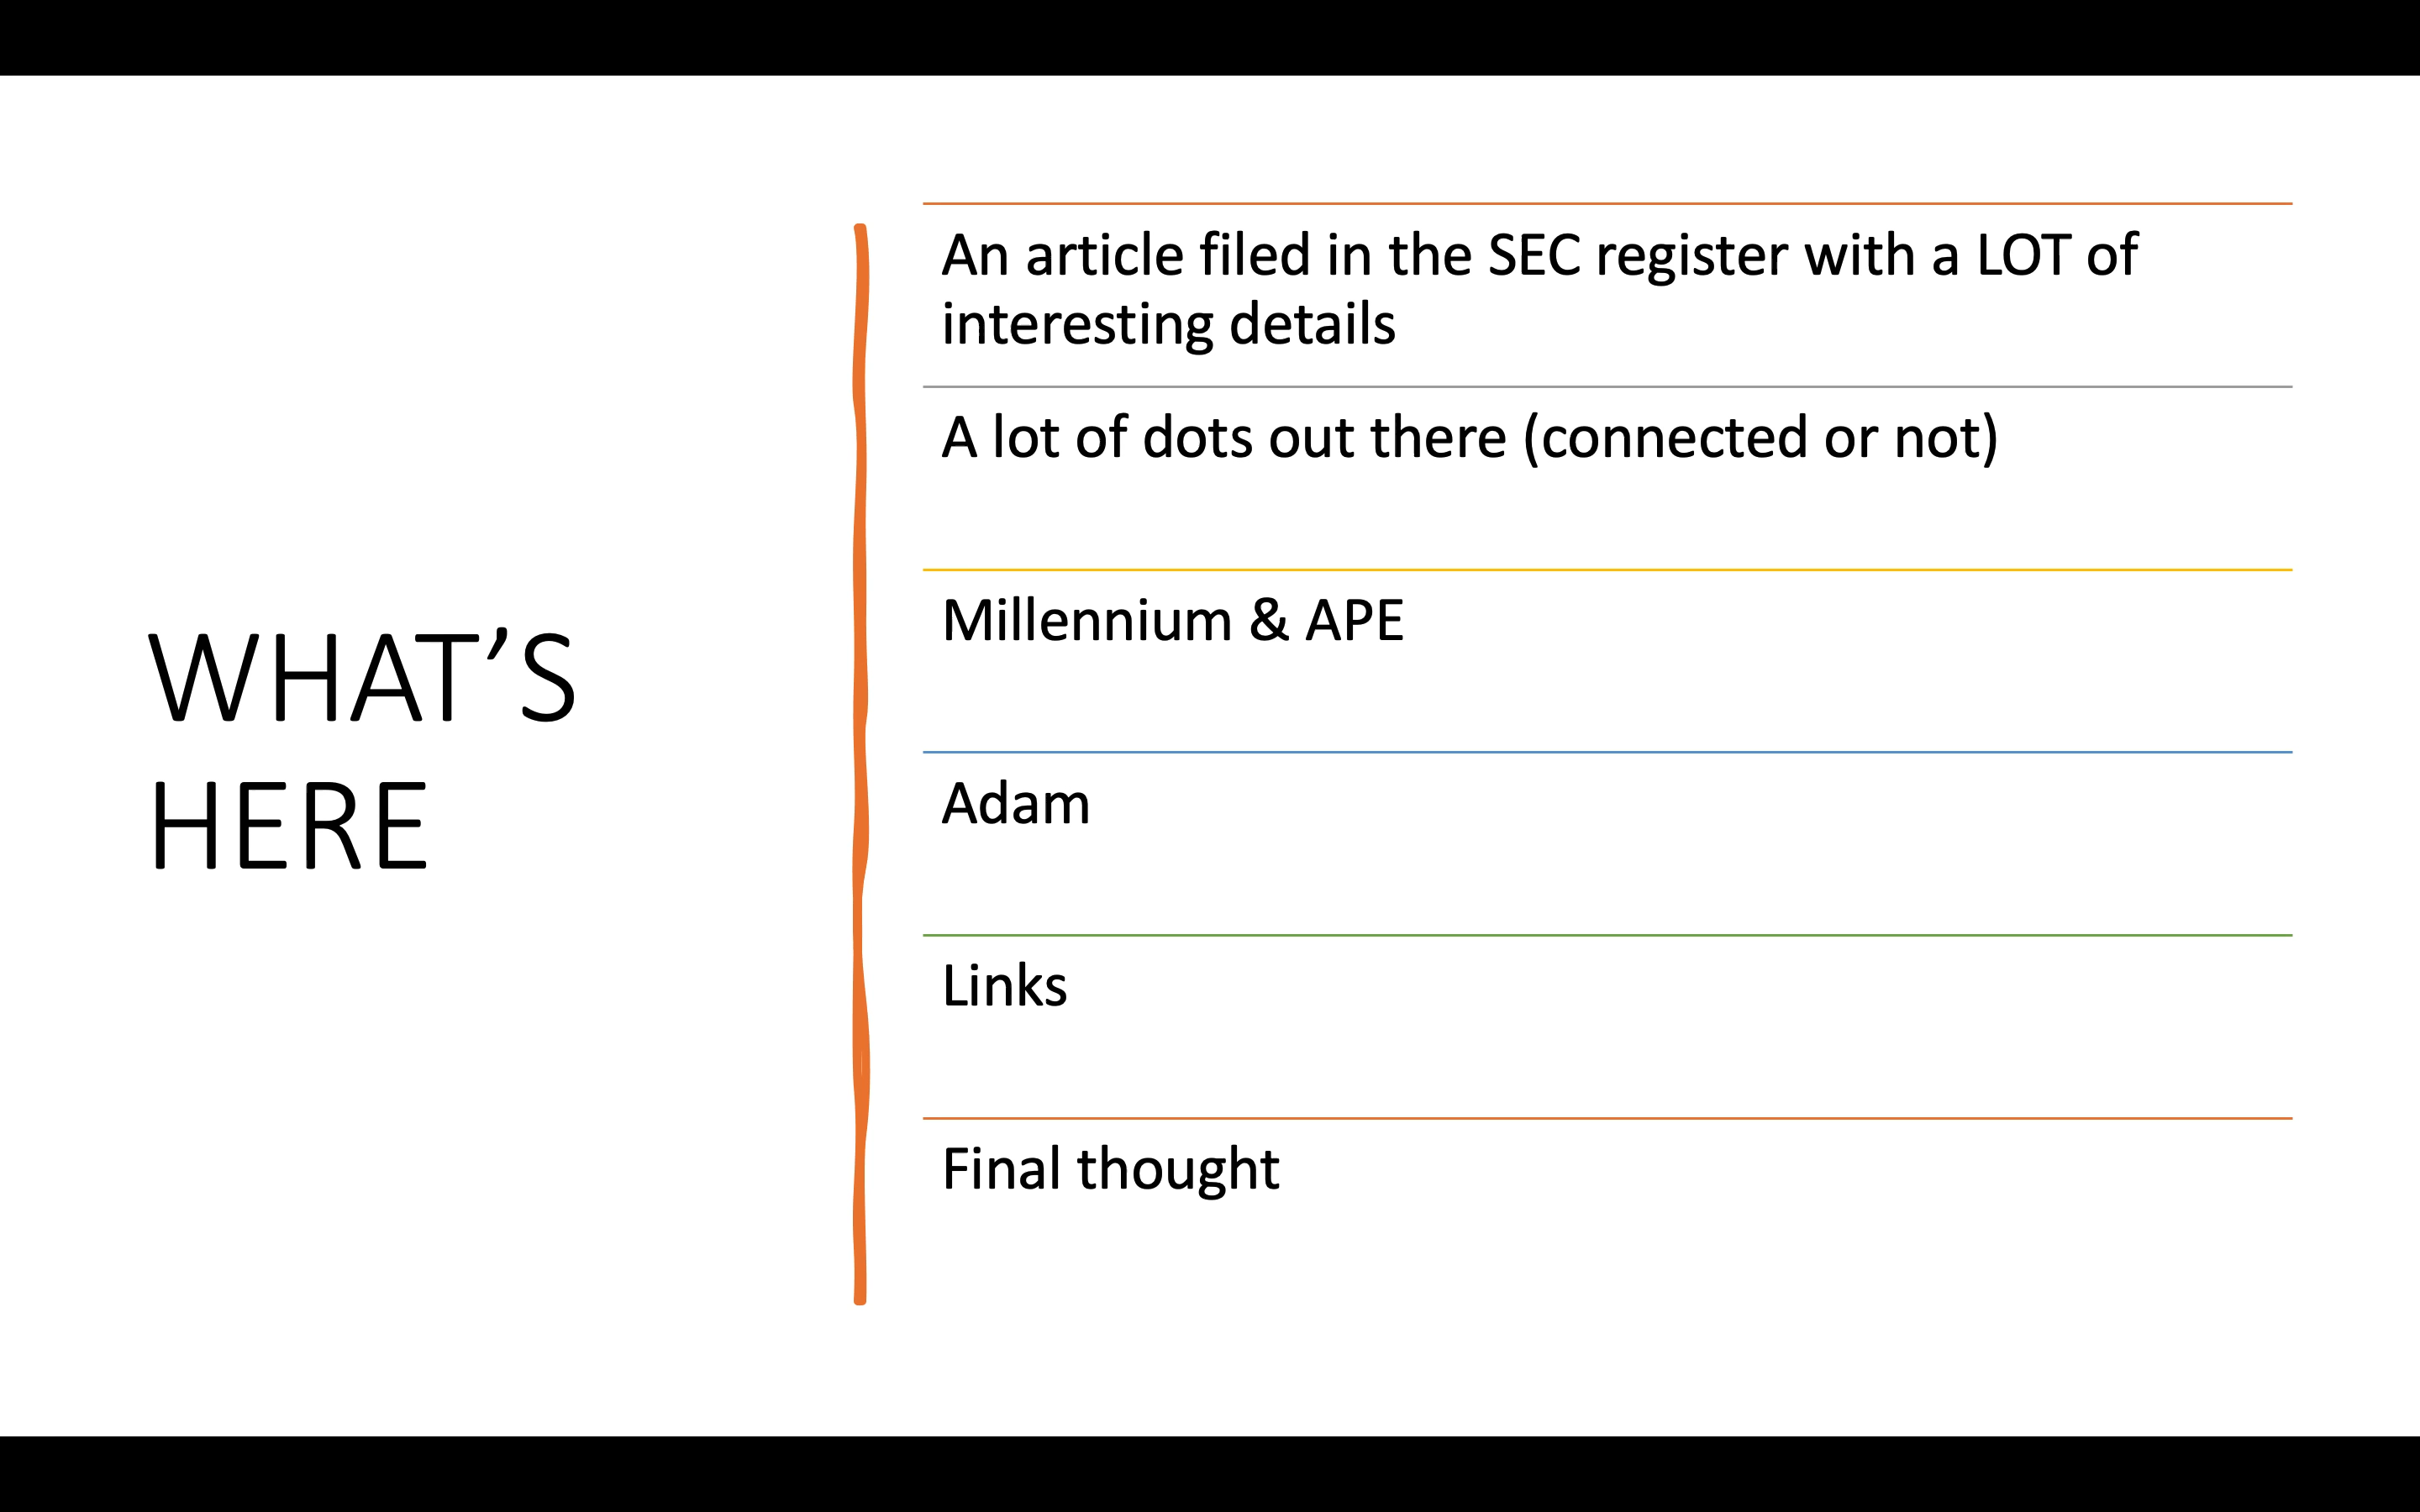 WHAT’S
HERE
An article filed in the SEC register with a LOT of
interesting details
A lot of dots out there (connected or not)
Millennium & APE
Adam
Links
Final thought